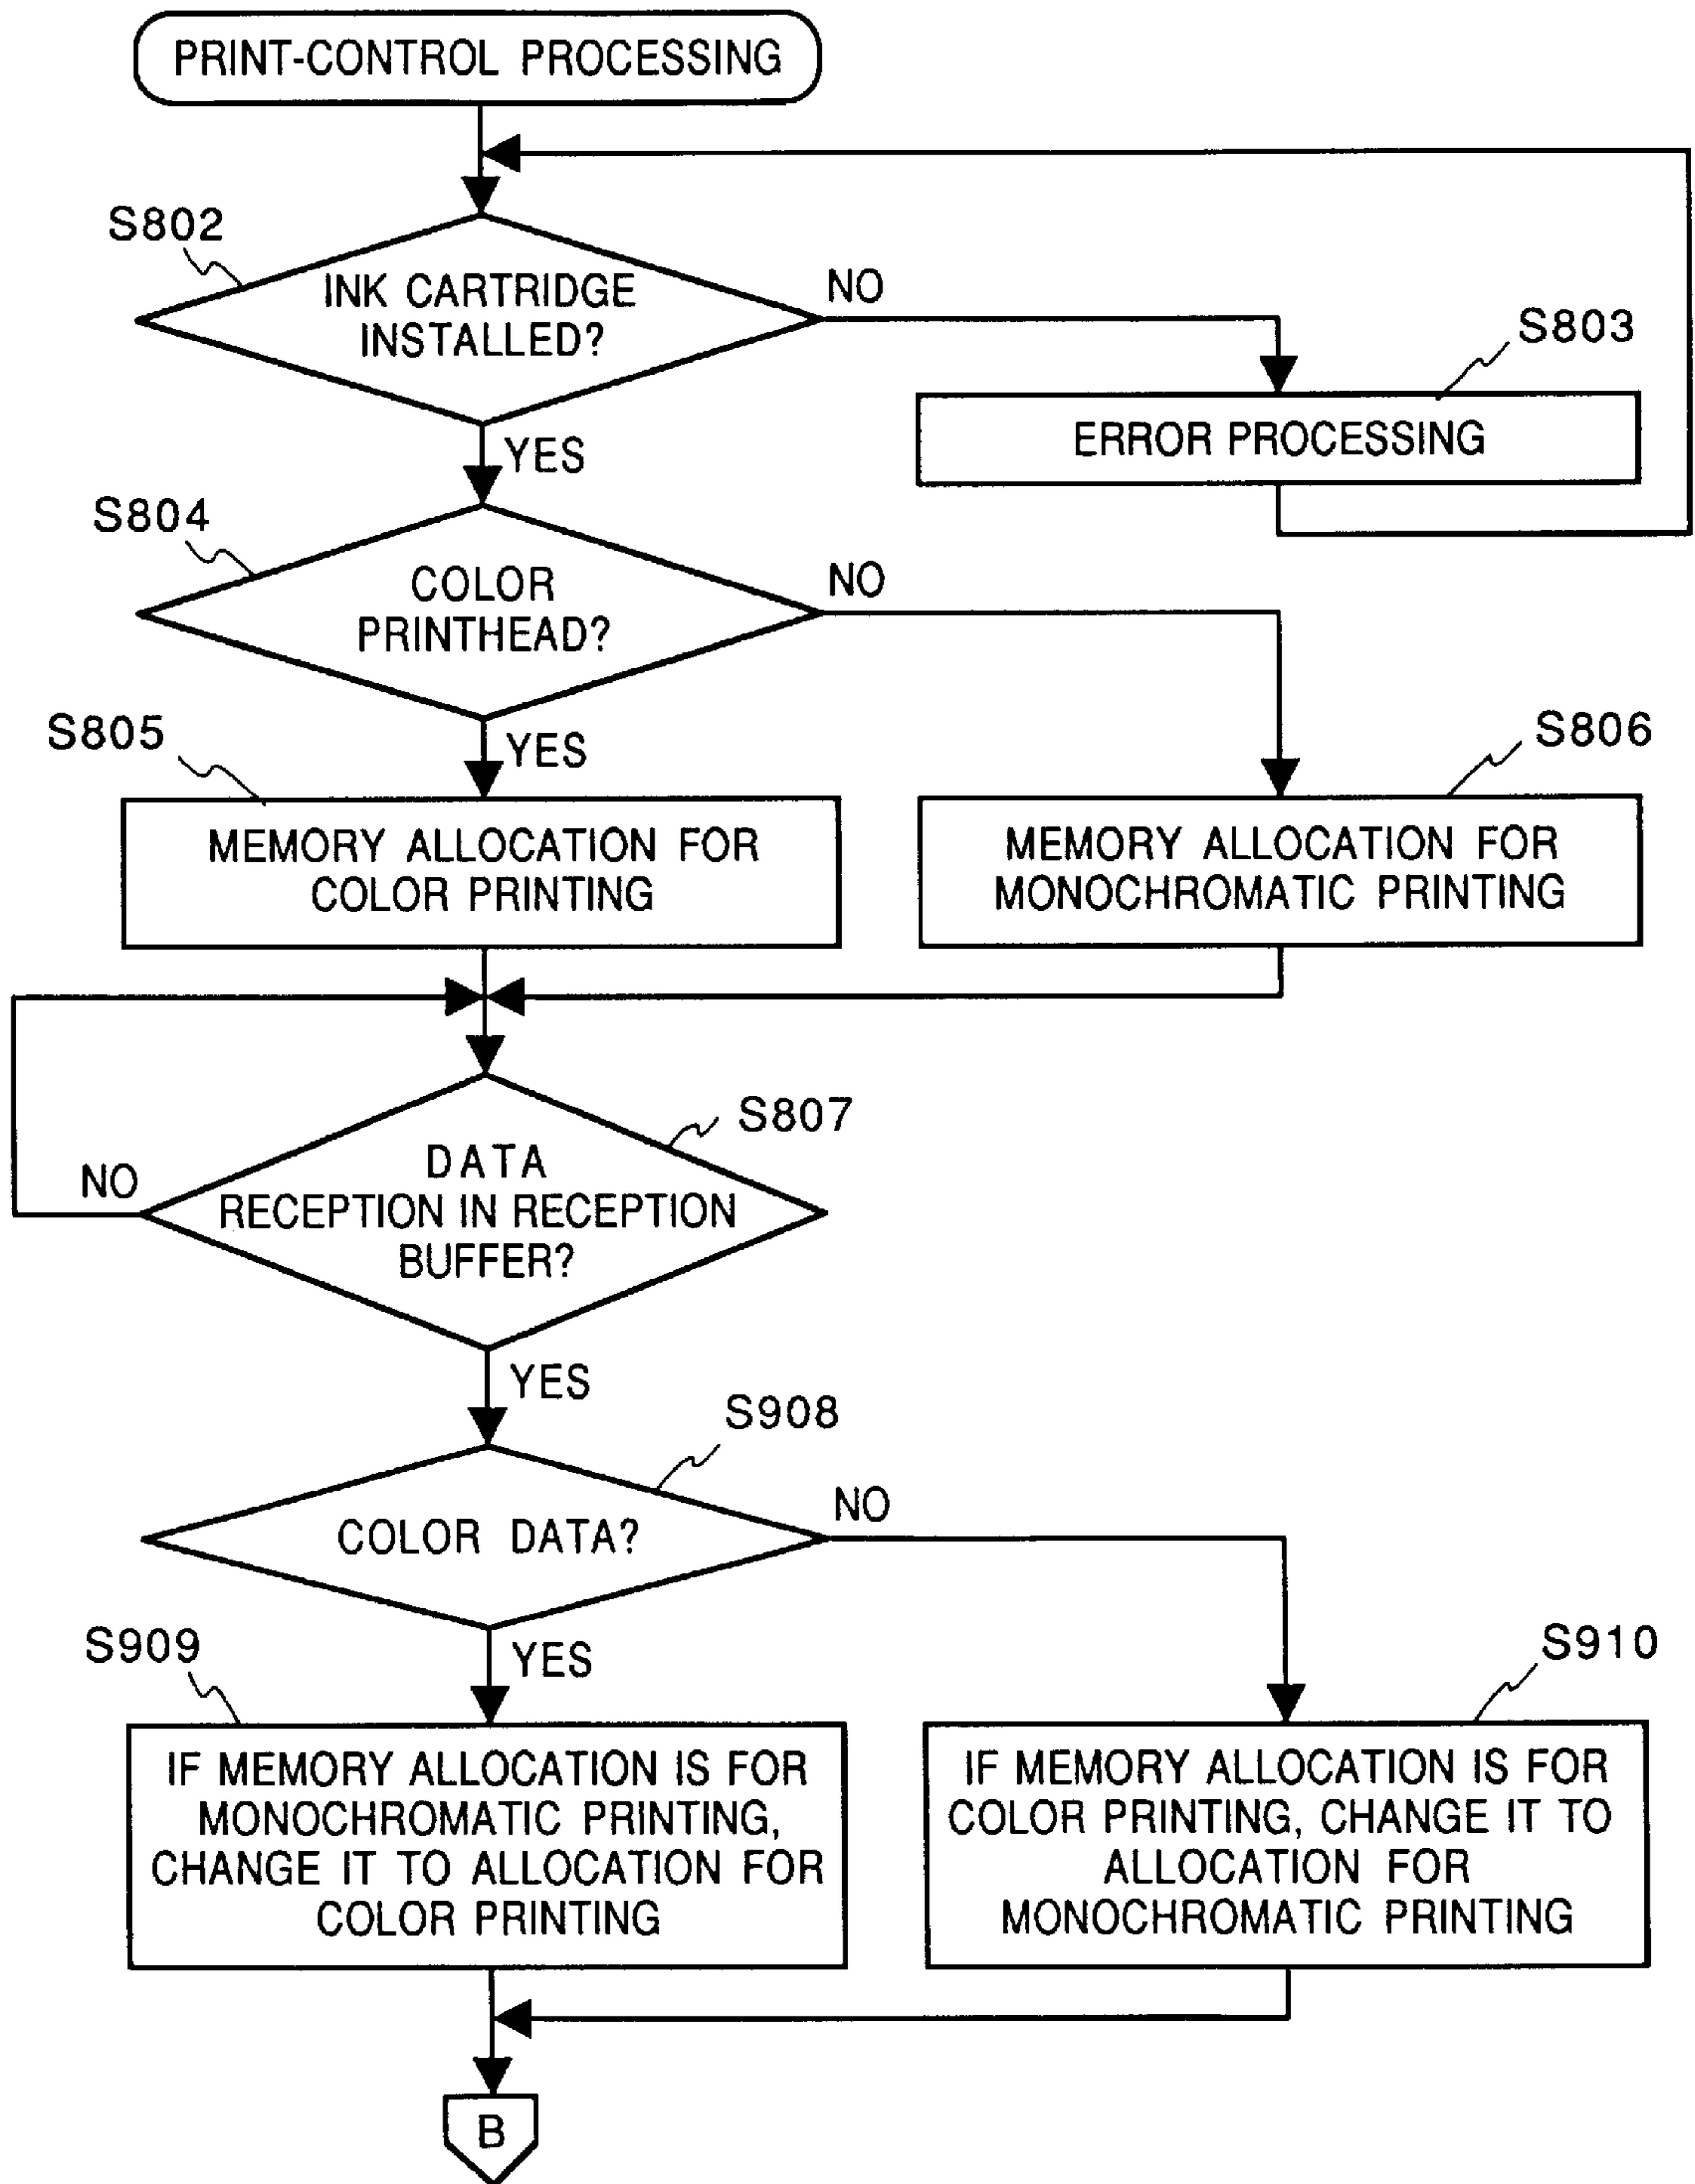 PRINT-CONTROL PROCESSING
S802
INK CARTRIDGE
INSTALLED?
NO
S803
ERROR PROCESSING
YES
S804
COLOR
PRINTHEAD?
NO
YES
S805
MEMORY ALLOCATION FOR
COLOR PRINTING
S806
MEMORY ALLOCATION FOR
MONOCHROMATIC PRINTING
S807
DATA
RECEPTION IN RECEPTION
BUFFER?
NO
YES
S908
COLOR DATA?
NO
YES
S909
IF MEMORY ALLOCATION IS FOR
MONOCHROMATIC PRINTING,
CHANGE IT TO ALLOCATION FOR
COLOR PRINTING
S910
IF MEMORY ALLOCATION IS FOR
COLOR PRINTING, CHANGE IT TO
ALLOCATION FOR
MONOCHROMATIC PRINTING
B